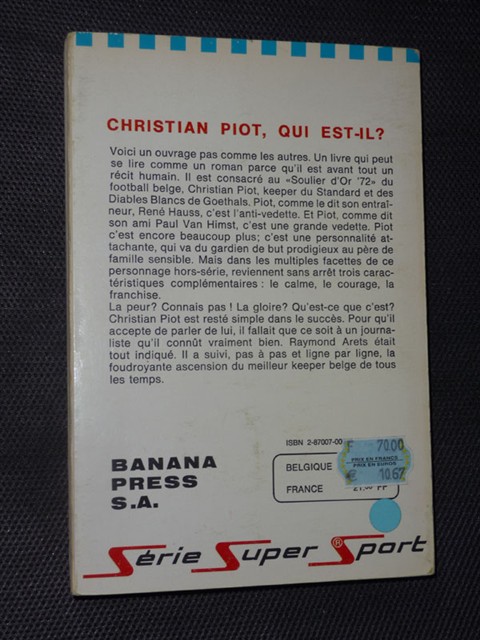 CHRISTIAN PIOT, QUI EST-IL?
Voici un ouvrage pas comme les autres. Un livre qui peut
se lire comme un roman parce qu'il est avant tout un
récit humain. Il est consacré au «Soulier d'Or '72» du
football belge, Christian Piot, keeper du Standard et des
Diables Blancs de Goethals. Piot, comme le dit son entraî-
neur, René Hauss, c'est l'anti-vedette. Et Piot, comme dit
son ami Paul Van Himst, c'est une grande vedette. Piot
c'est encore beaucoup plus; c'est une personnalité at-
tachante, qui va du gardien de but prodigieux au père de
famille sensible. Mais dans les multiples facettes de ce
personnage hors-série, reviennent sans arrêt trois carac-
téristiques complémentaires : le calme, le courage, la
franchise.
La peur? Connais pas ! La gloire? Qu'est-ce que c'est?
Christian Piot est resté simple dans le succès. Pour qu'il
accepte de parler de lui, il fallait que ce soit à un journa-
liste qu'il connût vraiment bien. Raymond Arets était
tout indiqué. Il a suivi, pas à pas et ligne par ligne, la
foudroyante ascension du meilleur keeper belge de tous
les temps.
ISBN 2-87007-00
BANANA
PRESS
S.A.
BELGIQUE
FRANCE
F 70.00
PRIX EN FRANCS
PRIX EN EUROS
€ 10.67
Série Super Sport